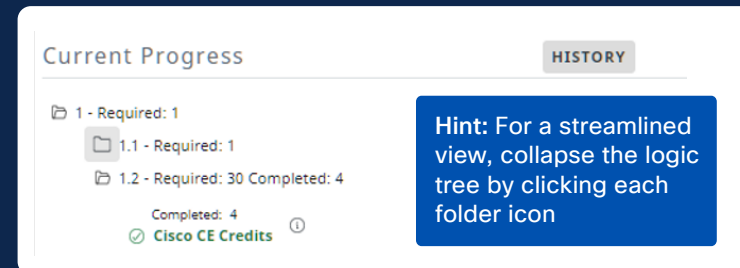 Current Progress
HISTORY
1 - Required: 1
1.1 - Required: 1
1.2 - Required: 30 Completed: 4
Completed: 4
Cisco CE Credits
Hint: For a streamlined
view, collapse the logic
tree by clicking each
folder icon